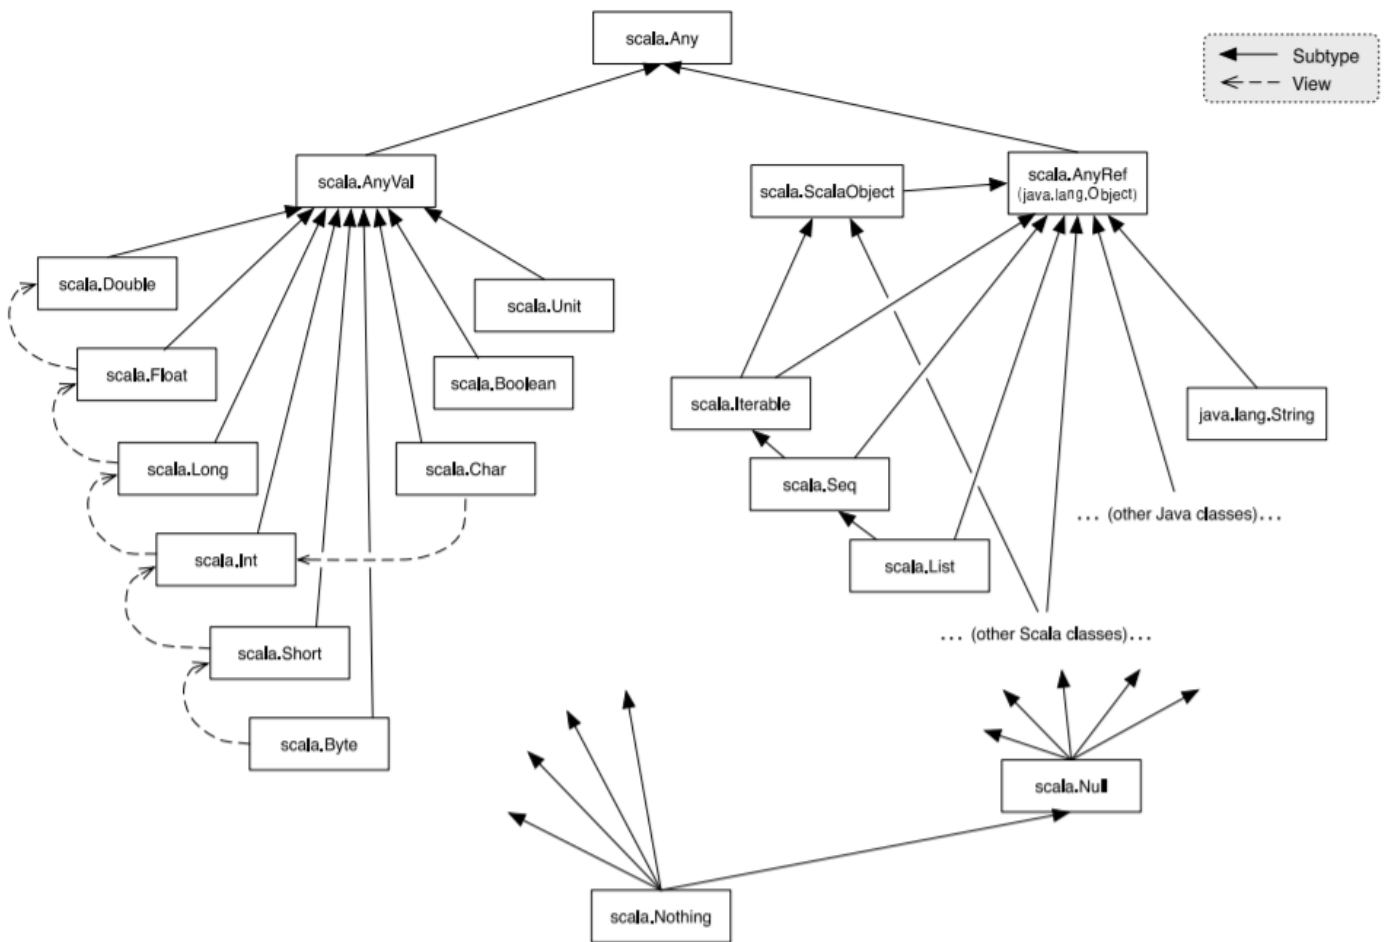 scala.Any
Subtype
View
scala.AnyVal
scala.ScalaObject
scala.AnyRef
(java.lang.Object)
scala.Double
scala.Unit
scala.Float
scala.Boolean
scala.Iterable
java.lang.String
scala.Long
scala.Char
scala.Seq
... (other Java classes)...
scala.Int
scala.List
scala.Short
... (other Scala classes)...
scala.Byte
scala.Null
scala.Nothing